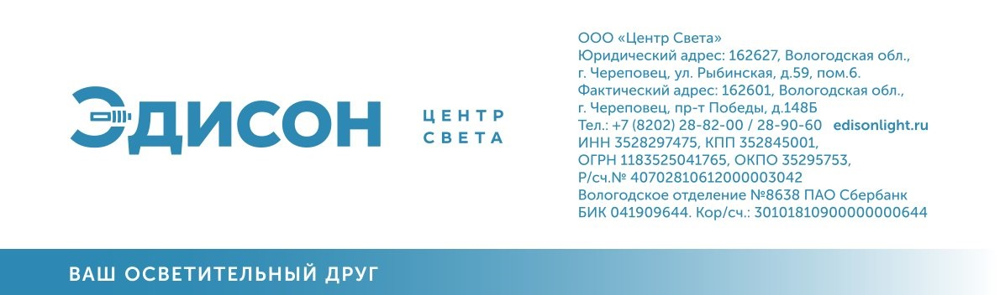 ЭДИСОН
ЦЕНТР
СВЕТА
ООО «Центр Света»
Юридический адрес: 162627, Вологодская обл.,
г. Череповец, ул. Рыбинская, д.59, пом.6.
Фактический адрес: 162601, Вологодская обл.,
г. Череповец, пр-т Победы, д.148Б
Тел.: +7 (8202) 28-82-00 / 28-90-60 edisonlight.ru
ИНН 3528297475, КПП 352845001,
ОГРН 1183525041765, ОКПО 35295753,
Р/сч.№ 40702810612000003042
Вологодское отделение №8638 ПАО Сбербанк
БИК 041909644. Кор/сч.: 30101810900000000644
ВАШ ОСВЕТИТЕЛЬНЫЙ ДРУГ